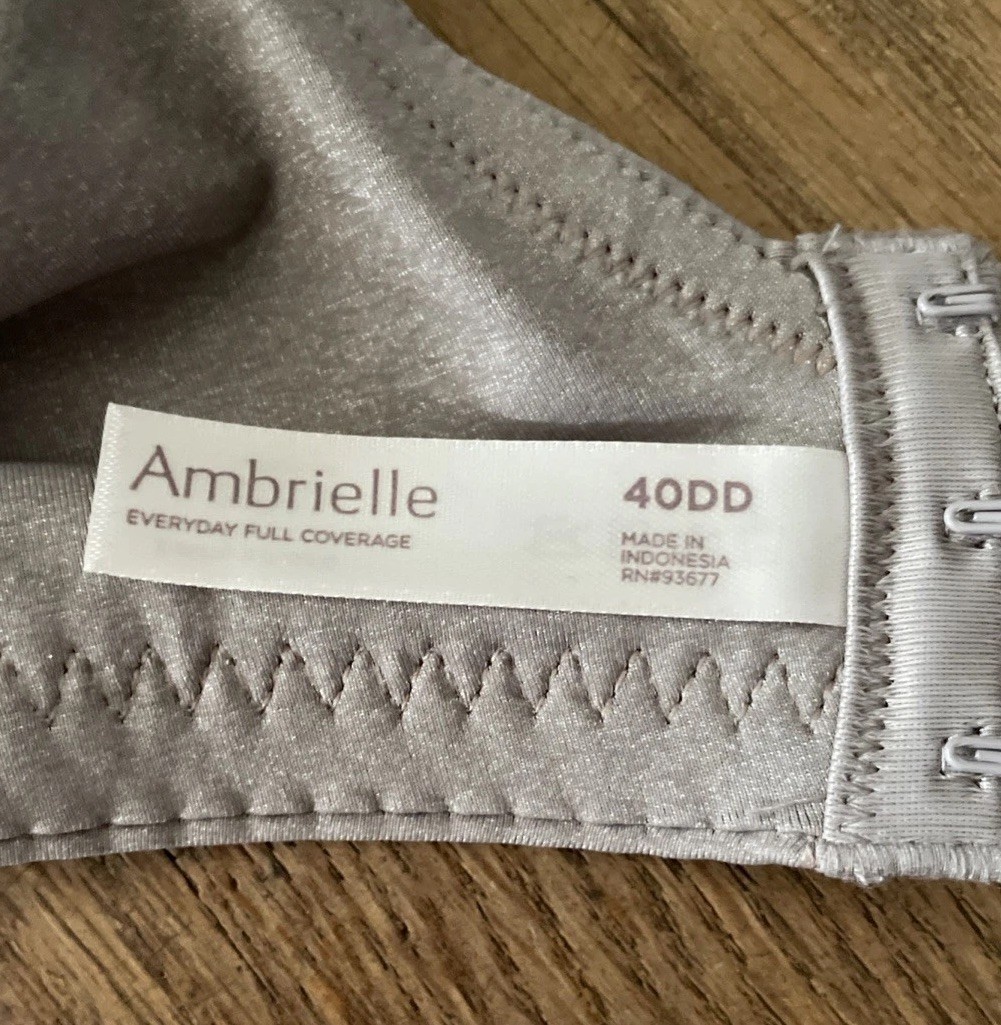 Ambrielle
EVERYDAY FULL COVERAGE
40DD
MADE IN
INDONESIA
RN#93677